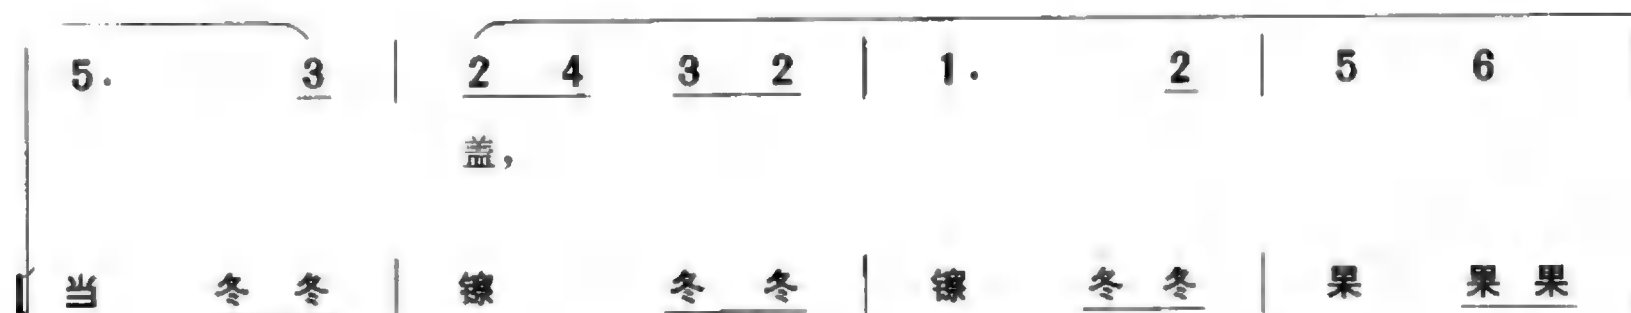 5. 3 | 2 4 3 2 | 1. 2 | 5 6
盖，
当 冬 冬 | 镲 冬 冬 | 镲 冬 冬 | 果 果 果